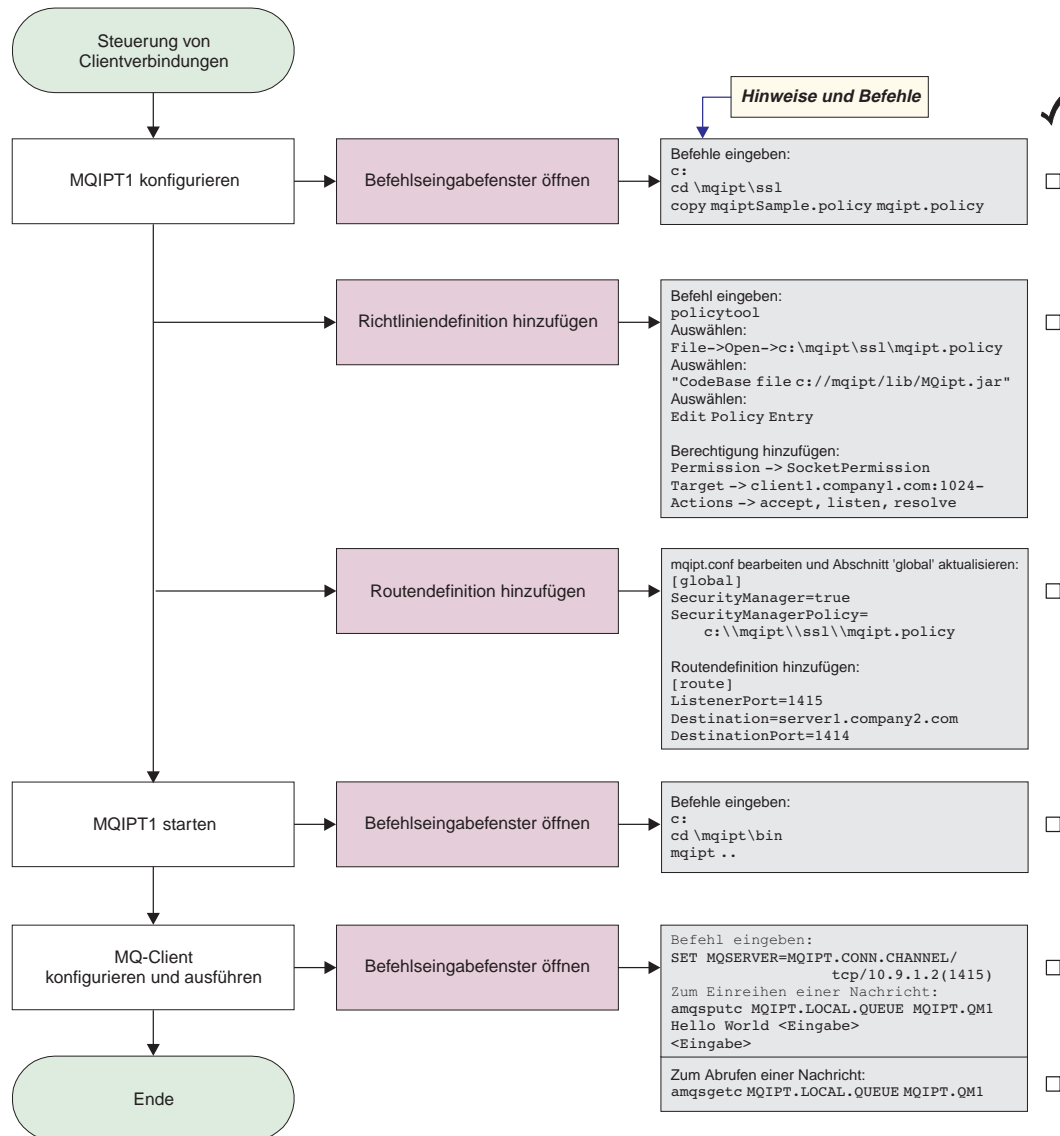 Steuerung von
Clientverbindungen
Hinweise und Befehle
MQIPT1 konfigurieren
Befehlseingabefenster öffnen
Befehle eingeben:
c:
cd \mqipt\ssl
copy mqiptSample.policy mqipt.policy
Richtliniendefinition hinzufügen
Befehl eingeben:
policytool
Auswählen:
File->Open->c:\mqipt\ssl\mqipt.policy
Auswählen:
"CodeBase file c://mqipt/lib/MQipt.jar"
Auswählen:
Edit Policy Entry
Berechtigung hinzufügen:
Permission -> SocketPermission
Target -> client1.company1.com:1024-
Actions -> accept, listen, resolve
Routendefinition hinzufügen
mqipt.conf bearbeiten und Abschnitt 'global' aktualisieren:
[global]
SecurityManager=true
SecurityManagerPolicy=
c:\\mqipt\\ssl\\mqipt.policy
Routendefinition hinzufügen:
[route]
ListenerPort=1415
Destination=server1.company2.com
DestinationPort=1414
MQIPT1 starten
Befehlseingabefenster öffnen
Befehle eingeben:
c:
cd \mqipt\bin
mqipt ..
MQ-Client
konfigurieren und ausführen
Befehlseingabefenster öffnen
Befehl eingeben:
SET MQSERVER=MQIPT.CONN.CHANNEL/
tcp/10.9.1.2(1415)
Zum Einreihen einer Nachricht:
amqsputc MQIPT.LOCAL.QUEUE MQIPT.QM1
Hello World <Eingabe>
<Eingabe>
Zum Abrufen einer Nachricht:
amqsgetc MQIPT.LOCAL.QUEUE MQIPT.QM1
Ende